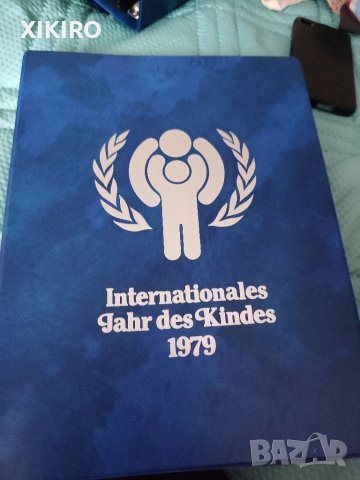 XIKIRO
Internationales
Jahr des Kindes
1979
BAZAR